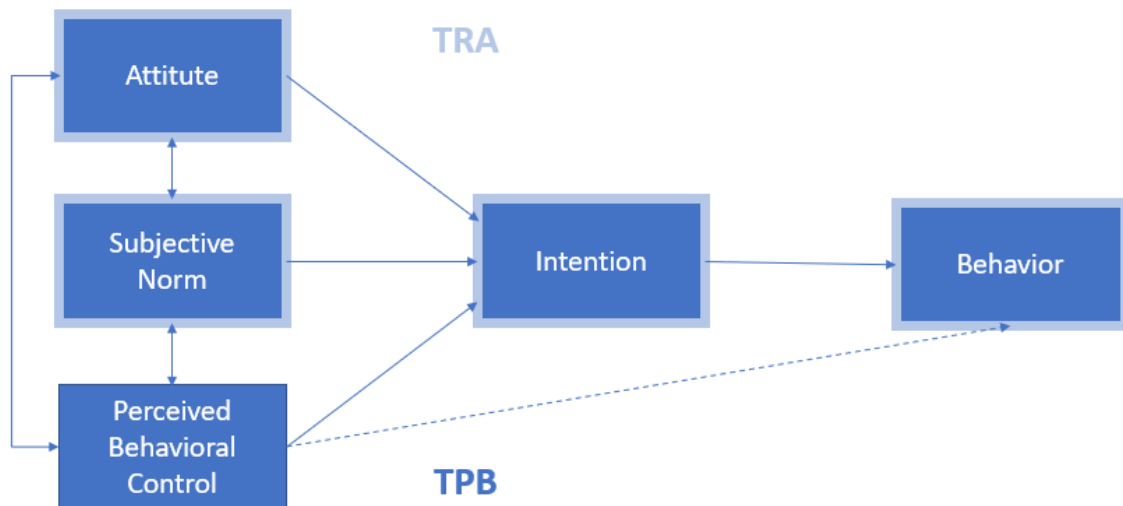 TRA
Attitute
Subjective
Norm
Intention
Behavior
Perceived
Behavioral
Control
TPB